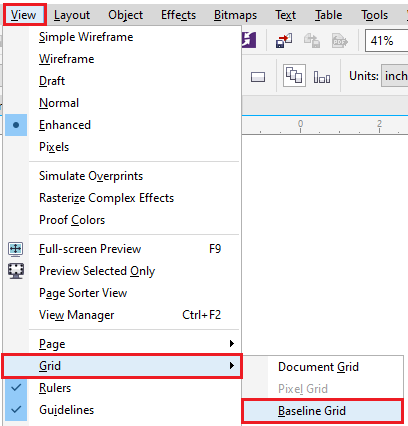 View Layout Object Effects Bitmaps Text Table Tools
Simple Wireframe
Wireframe
Draft
Normal
Enhanced
Pixels
Simulate Overprints
Rasterize Complex Effects
Proof Colors
Full-screen Preview F9
Preview Selected Only
Page Sorter View
View Manager Ctrl+F2
Page
Grid
Rulers
Guidelines
41%
Units: inch
0 2
Document Grid
Pixel Grid
Baseline Grid